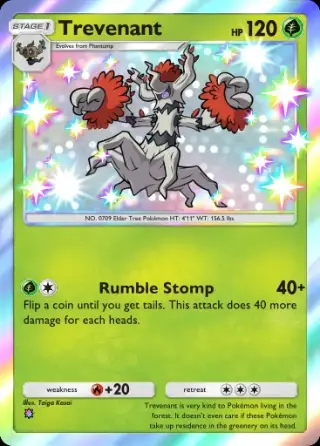 STAGE 1
Trevenant
HP 120
Evolves from Phantump
NO. 0709 Elder Tree Pokémon HT: 4'11" WT: 156.5 lbs
Rumble Stomp 40+
Flip a coin until you get tails. This attack does 40 more
damage for each heads.
weakness +20 retreat
Illus. Taiga Kasai
Trevenant is very kind to Pokémon living in the
forest. It doesn't even care if these Pokémon
take up residence in the greenery on its head.